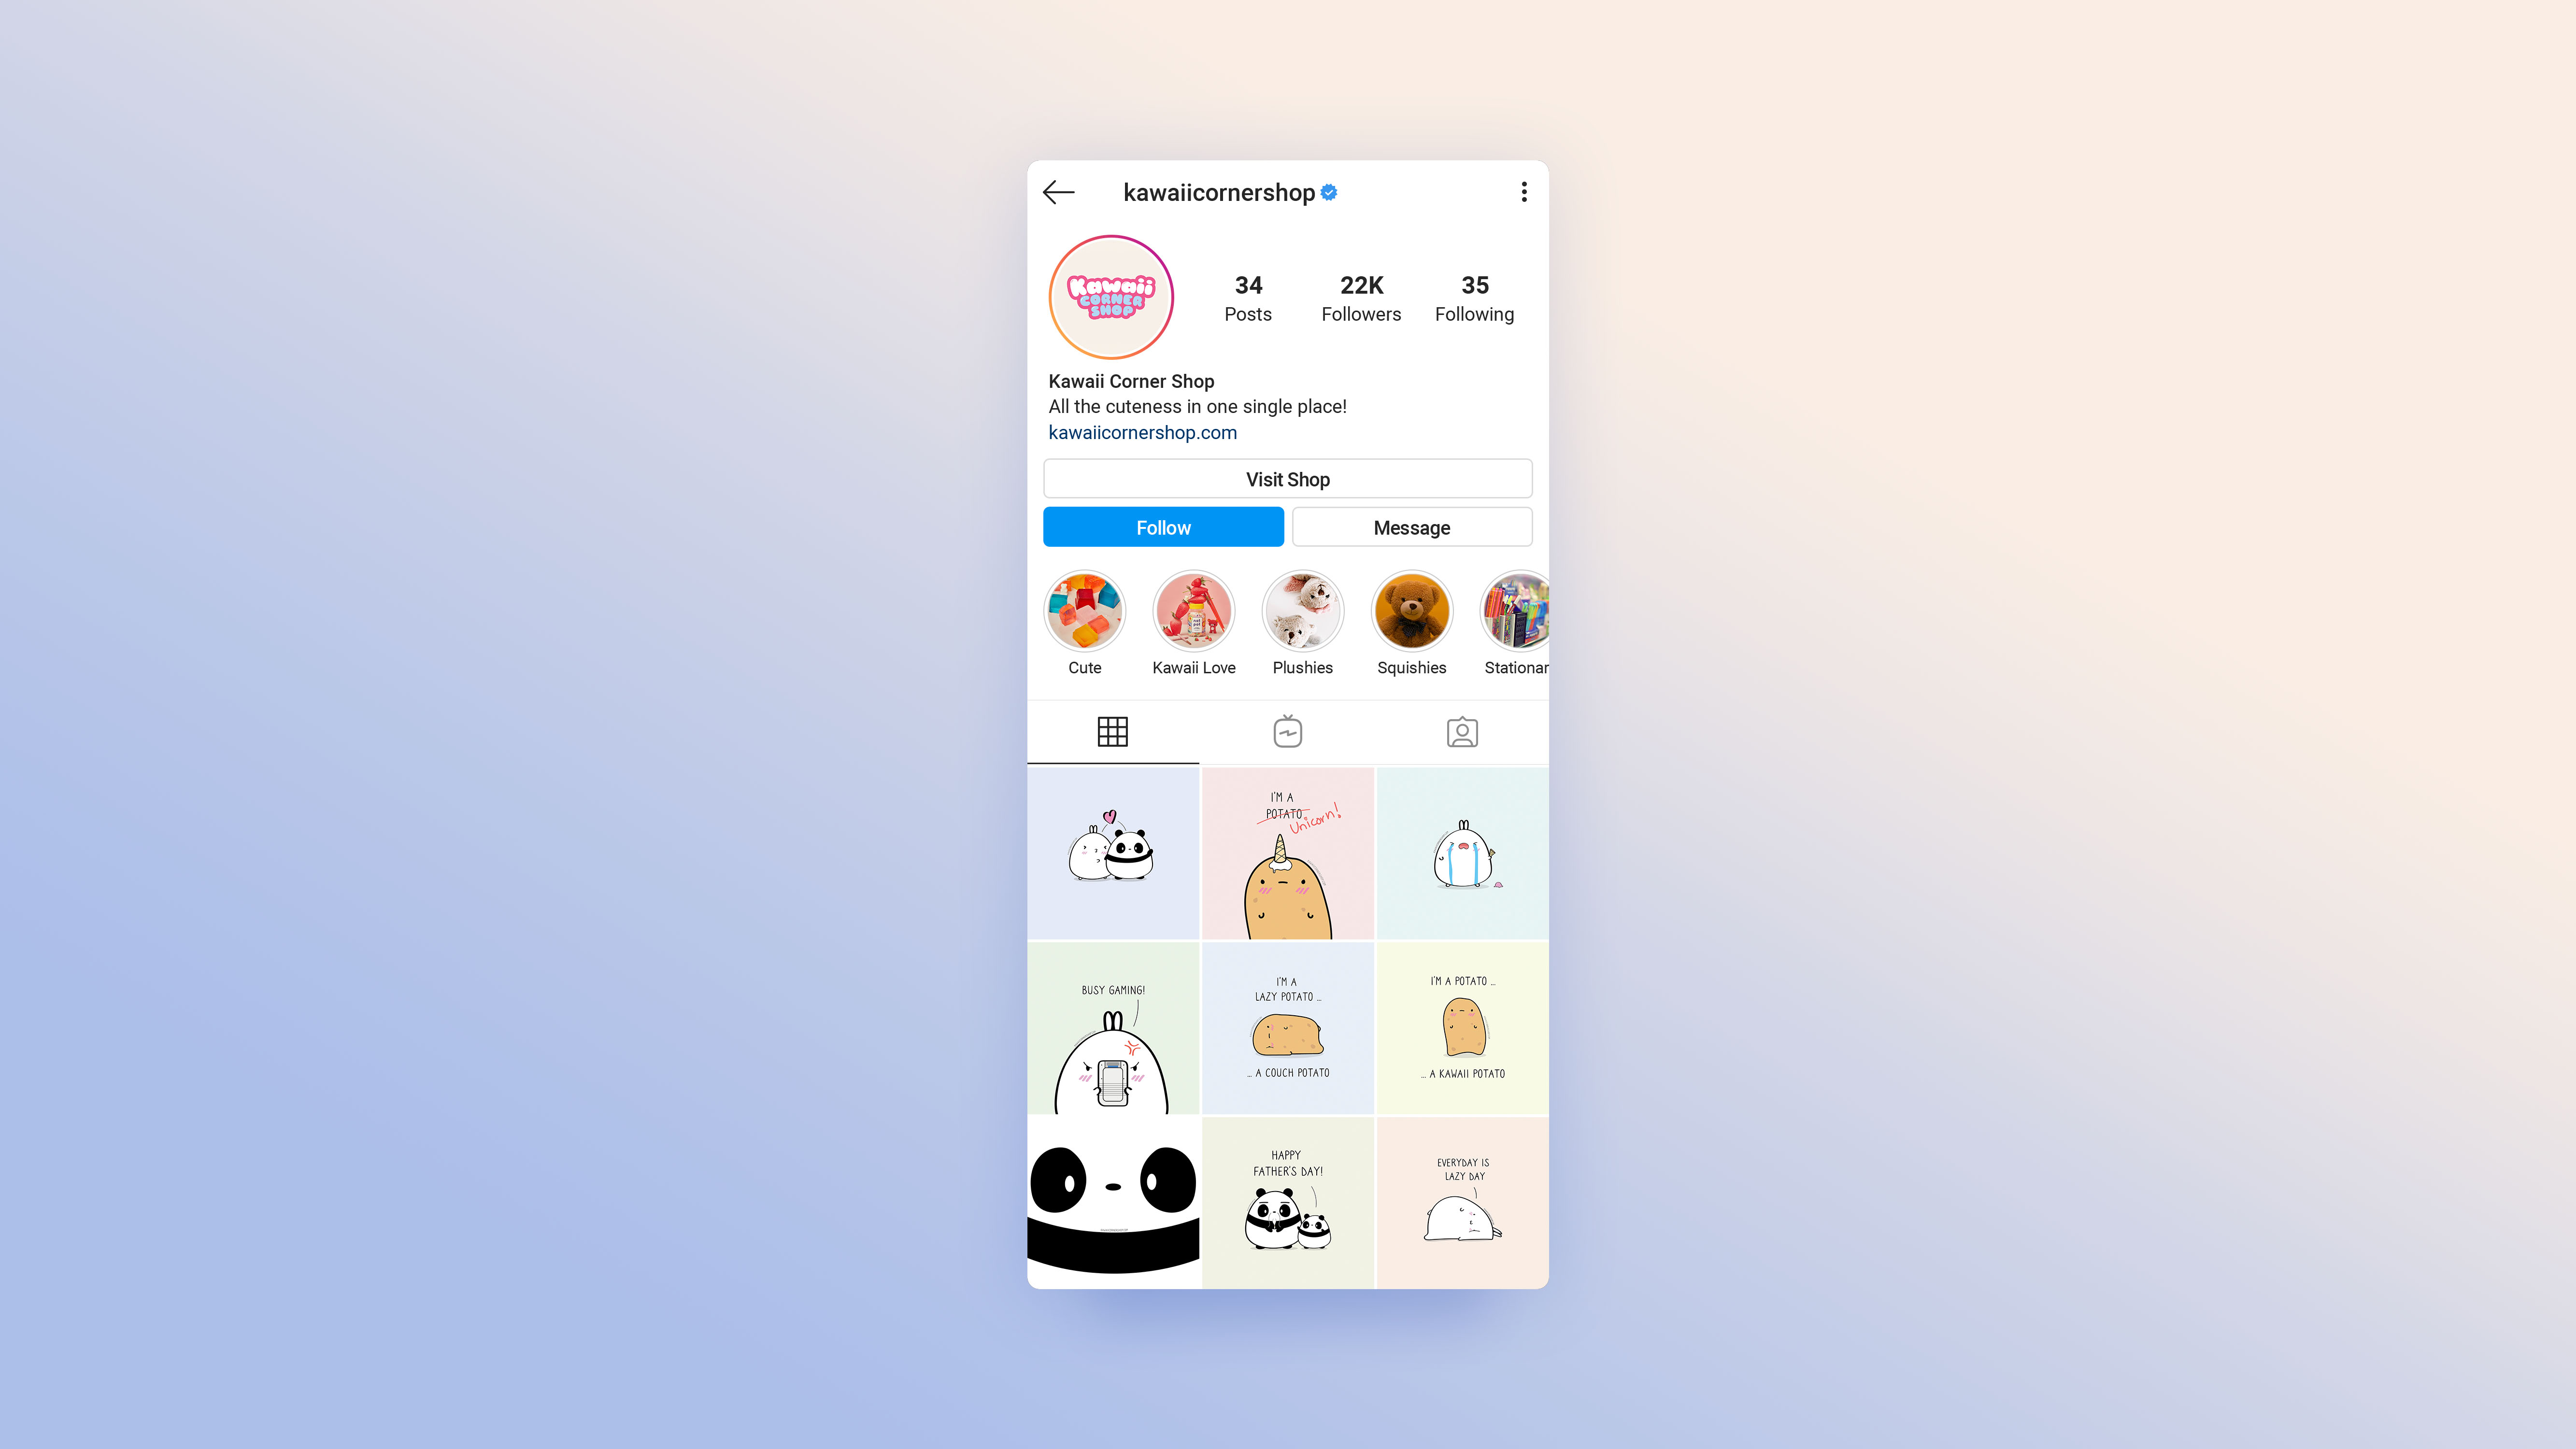 kawaiicornershop
Kawaii
CORNER
SHOP
34
Posts
22K
Followers
35
Following
Kawaii Corner Shop
All the cuteness in one single place!
kawaiicornershop.com
Visit Shop
Follow
Message
Cute
Kawaii Love
Plushies
Squishies
Stationar
I'M A
POTATO
Unicorn!
BUSY GAMING!
I'M A
LAZY POTATO ...
... A COUCH POTATO
I'M A POTATO ...
... A KAWAII POTATO
HAPPY
FATHER'S DAY!
EVERYDAY IS
LAZY DAY